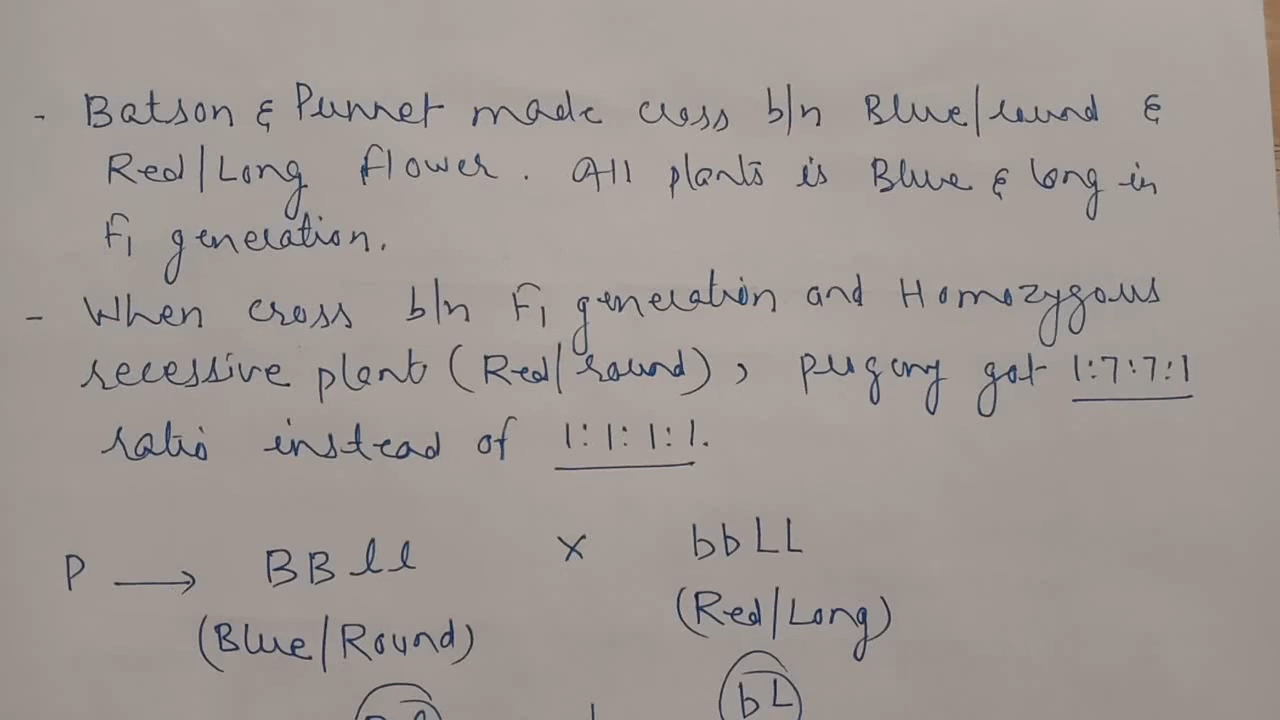 - Batson & Punnet made cross b/n Blue/round &
Red/Long flower. All plants is Blue & long in
F1 generation.
- When cross b/n F1 generation and Homozygous
recessive plant (Red/round), pregeny got 1:7:7:1
ratio instead of 1:1:1:1.
P → BBll × bbLL
(Blue/Round) (Red/Long)
bL